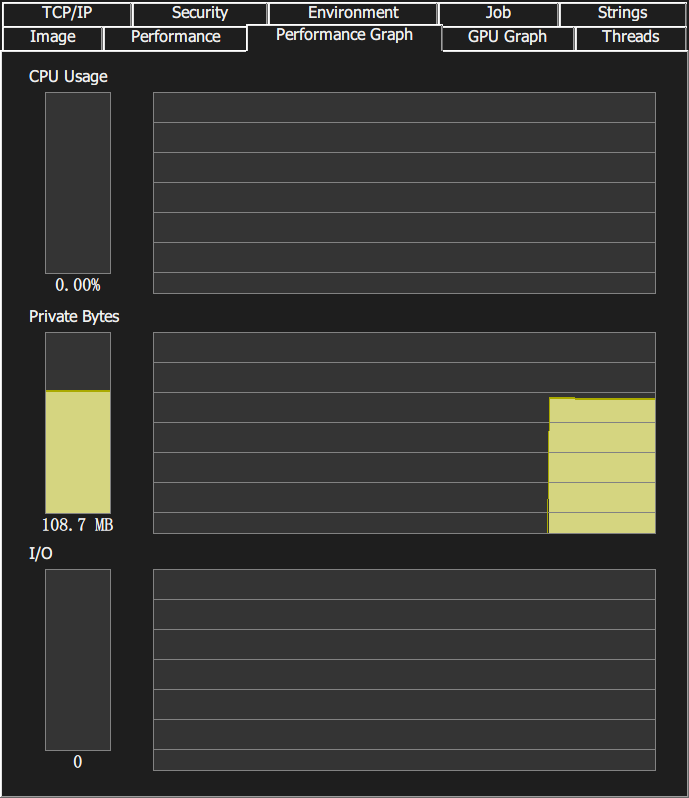 TCP/IP Security Environment Job Strings
Image Performance Performance Graph GPU Graph Threads
CPU Usage
0.00%
Private Bytes
108.7 MB
I/O
0